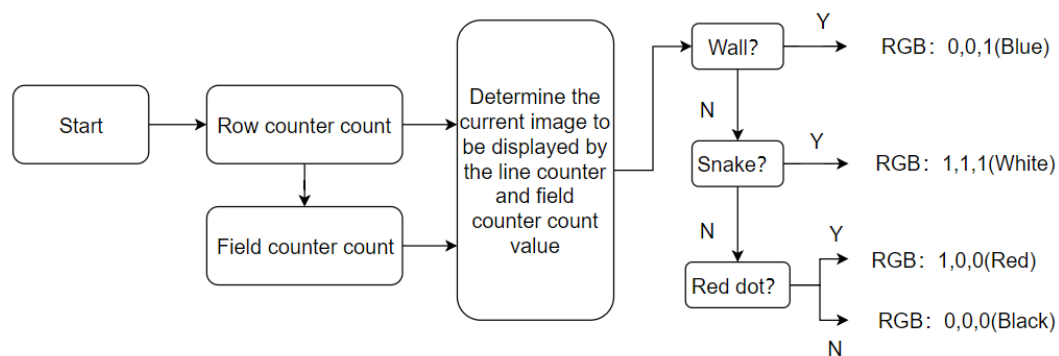 Start
Row counter count
Field counter count
Determine the
current image to
be displayed by
the line counter
and field
counter count
value
Wall?
Y
RGB: 0,0,1(Blue)
N
Snake?
Y
RGB: 1,1,1(White)
N
Red dot?
Y
RGB: 1,0,0(Red)
RGB: 0,0,0(Black)
N